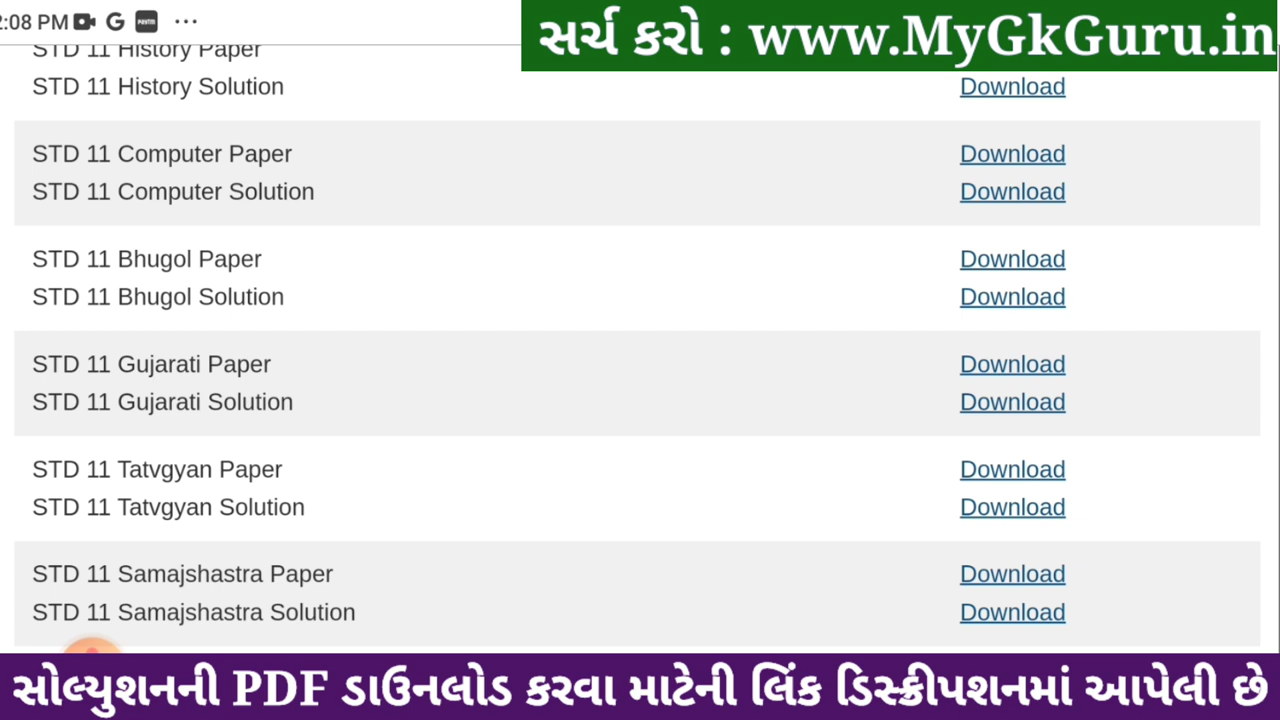 2:08 PM
સર્ચ કરો : www.MyGkGuru.in
STD 11 History Paper
STD 11 History Solution Download
STD 11 Computer Paper Download
STD 11 Computer Solution Download
STD 11 Bhugol Paper Download
STD 11 Bhugol Solution Download
STD 11 Gujarati Paper Download
STD 11 Gujarati Solution Download
STD 11 Tatvgyan Paper Download
STD 11 Tatvgyan Solution Download
STD 11 Samajshastra Paper Download
STD 11 Samajshastra Solution Download
સોલ્યુશનની PDF ડાઉનલોડ કરવા માટેની લિંક ડિસ્ક્રીપશનમાં આપેલી છે